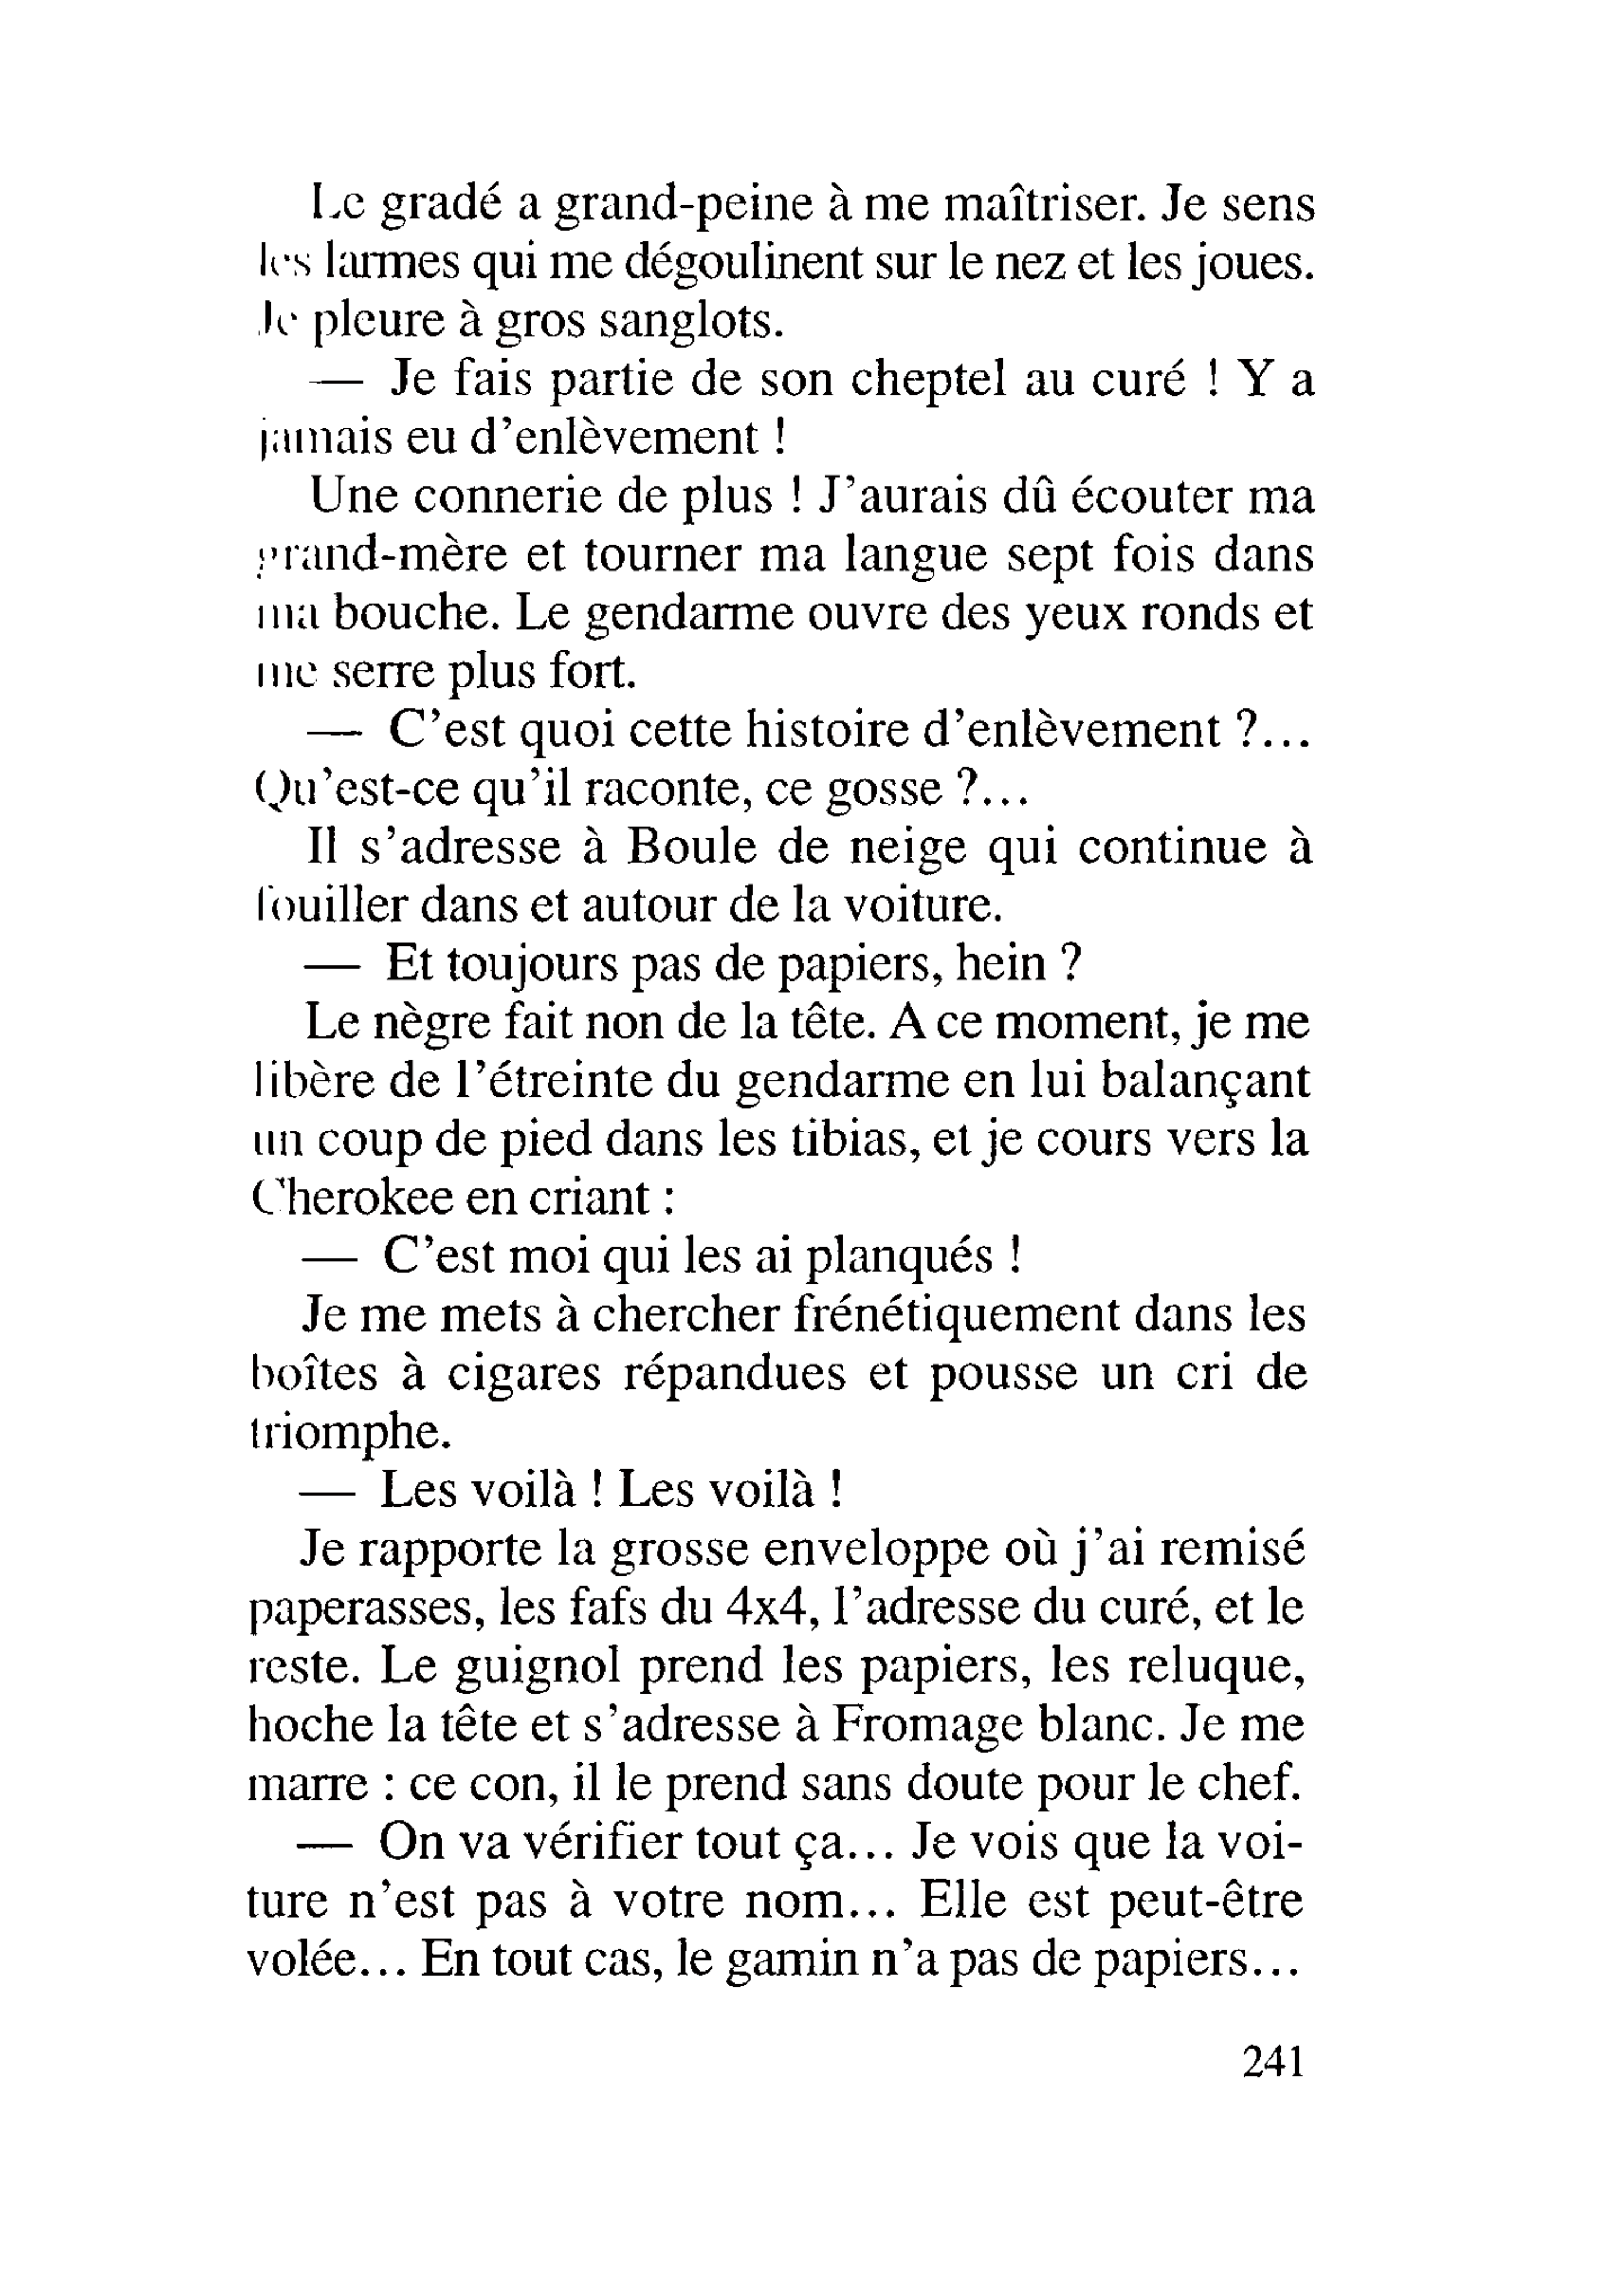 Le gradé a grand-peine à me maîtriser. Je sens
les larmes qui me dégoulinent sur le nez et les joues.
Je pleure à gros sanglots.
— Je fais partie de son cheptel au curé ! Y a
jamais eu d’enlèvement !
Une connerie de plus ! J’aurais dû écouter ma
grand-mère et tourner ma langue sept fois dans
ma bouche. Le gendarme ouvre des yeux ronds et
me serre plus fort.
— C’est quoi cette histoire d’enlèvement ?...
Qu’est-ce qu’il raconte, ce gosse ?...
Il s’adresse à Boule de neige qui continue à
fouiller dans et autour de la voiture.
— Et toujours pas de papiers, hein ?
Le nègre fait non de la tête. A ce moment, je me
libère de l’étreinte du gendarme en lui balançant
un coup de pied dans les tibias, et je cours vers la
Cherokee en criant :
— C’est moi qui les ai planqués !
Je me mets à chercher frénétiquement dans les
boîtes à cigares répandues et pousse un cri de
triomphe.
— Les voilà ! Les voilà !
Je rapporte la grosse enveloppe où j’ai remisé
paperasses, les fafs du 4x4, l’adresse du curé, et le
reste. Le guignol prend les papiers, les reluque,
hoche la tête et s’adresse à Fromage blanc. Je me
marre : ce con, il le prend sans doute pour le chef.
— On va vérifier tout ça... Je vois que la voi-
ture n’est pas à votre nom... Elle est peut-être
volée... En tout cas, le gamin n’a pas de papiers...
241